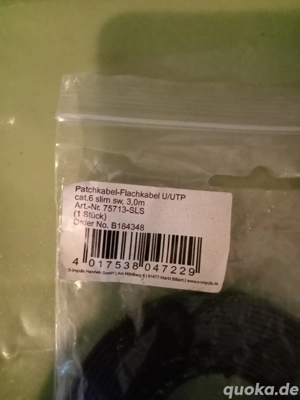 Patchkabel-Flachkabel U/UTP
cat.6 slim sw, 3,0m
Art.-Nr. 75713-SLS
(1 Stück)
Order No. B184348
4 017538 047229
quoka.de